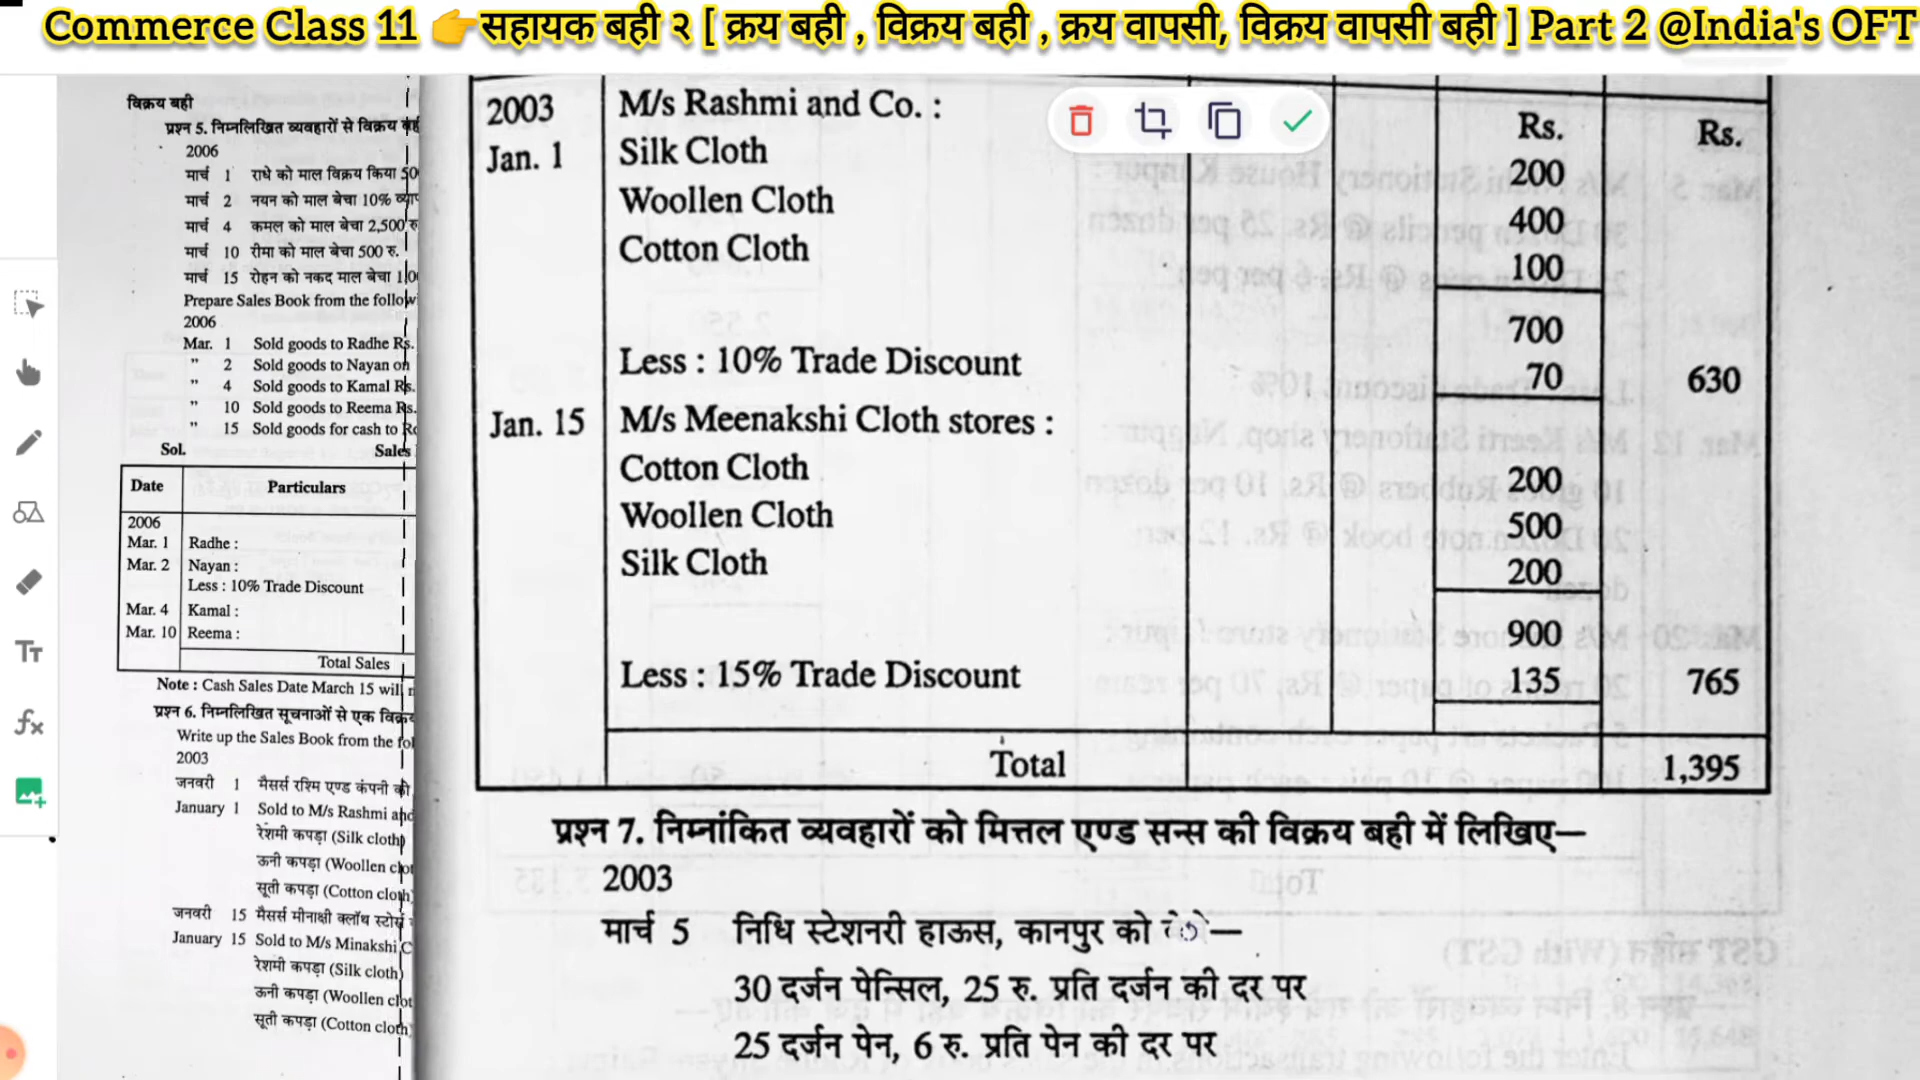 Commerce Class 11 👉सहायक बही २ [ क्रय बही , विक्रय बही , क्रय वापसी, विक्रय वापसी बही ] Part 2 @India's OFT
विक्रय बही
प्रश्न 5. निम्नलिखित व्यवहारों से विक्रय
2006
मार्च 1 राधे को माल विक्रय किया
मार्च 2 नयन को माल बेचा 10%
मार्च 4 कमल को माल बेचा 2,500 रु
मार्च 10 रीमा को माल बेचा 500 रु.
मार्च 15 रोहन को नकद माल बेचा
Prepare Sales Book from the
2006
Mar. 1 Sold goods to Radhe Rs.
" 2 Sold goods to Nayan on
" 4 Sold goods to Kamal Rs.
" 10 Sold goods to Reema Rs.
" 15 Sold goods for cash to
Sol. Sales
Date Particulars
2006
Mar. 1 Radhe :
Mar. 2 Nayan :
Less : 10% Trade Discount
Mar. 4 Kamal :
Mar. 10 Reema :
Total Sales
Note : Cash Sales Date March 15 will
प्रश्न 6. निम्नलिखित सूचनाओं से एक
Write up the Sales Book from the
2003
जनवरी 1 मैसर्स रश्मि एण्ड कंपनी को
January 1 Sold to M/s Rashmi and
रेशमी कपड़ा (Silk cloth)
ऊनी कपड़ा (Woollen
सूती कपड़ा (Cotton cloth)
जनवरी 15 मैसर्स मीनाक्षी क्लॉथ स्टोर्स
January 15 Sold to M/s Minakshi
रेशमी कपड़ा (Silk cloth)
ऊनी कपड़ा (Woollen
सूती कपड़ा (Cotton cloth)
2003 M/s Rashmi and Co. : Rs. Rs.
Jan. 1 Silk Cloth 200
Woollen Cloth 400
Cotton Cloth 100
700
Less : 10% Trade Discount 70 630
Jan. 15 M/s Meenakshi Cloth stores :
Cotton Cloth 200
Woollen Cloth 500
Silk Cloth 200
900
Less : 15% Trade Discount 135 765
Total 1,395
प्रश्न 7. निम्नांकित व्यवहारों को मित्तल एण्ड सन्स की विक्रय बही में लिखिए—
2003
मार्च 5 निधि स्टेशनरी हाऊस, कानपुर को
30 दर्जन पेन्सिल, 25 रु. प्रति दर्जन की दर पर
25 दर्जन पेन, 6 रु. प्रति पेन की दर पर